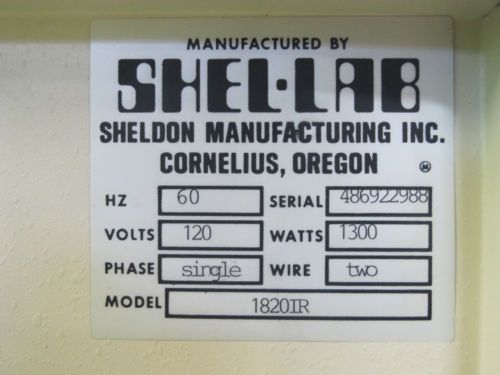 MANUFACTURED BY
SHEL·LAB
SHELDON MANUFACTURING INC.
CORNELIUS, OREGON
HZ 60 SERIAL 486922988
VOLTS 120 WATTS 1300
PHASE single WIRE two
MODEL 1820IR